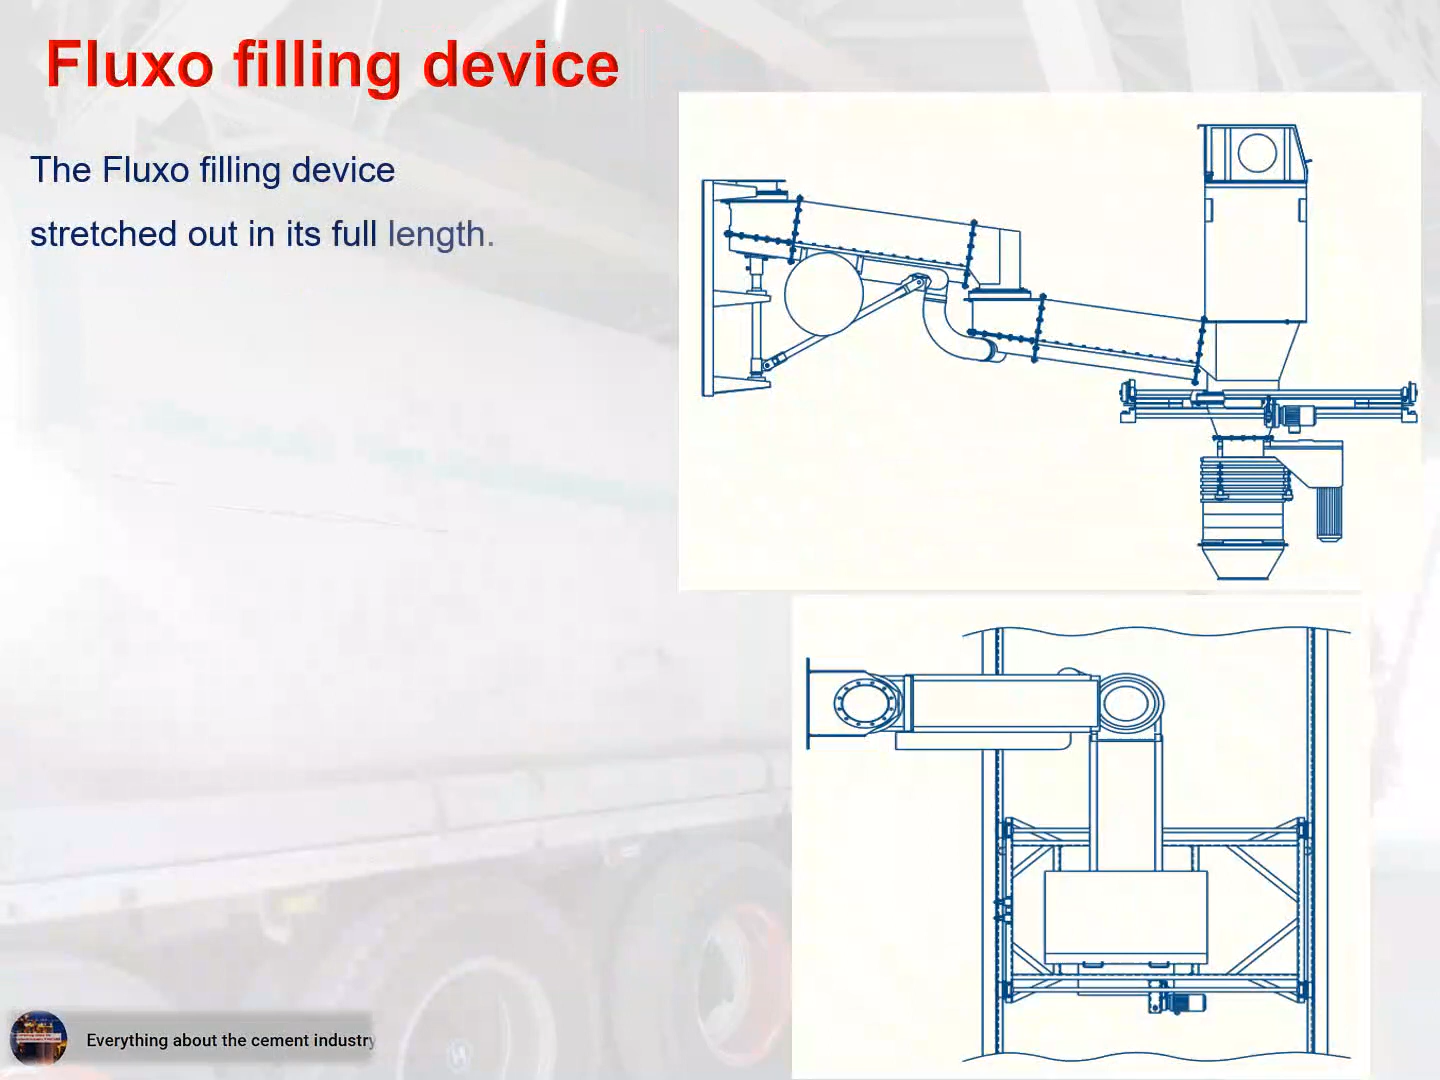 Fluxo filling device
The Fluxo filling device
stretched out in its full length.
Everything about the cement industry